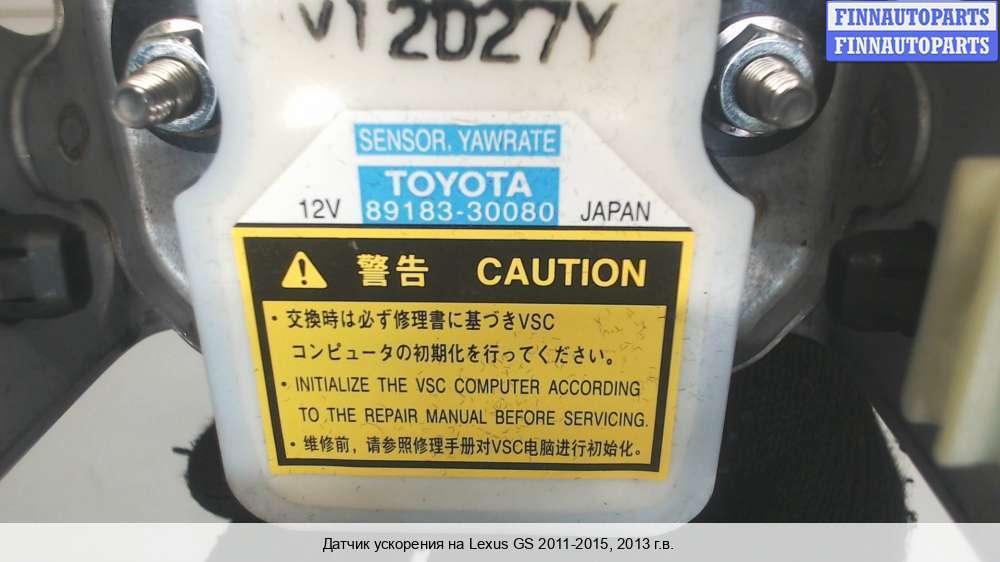 V12027Y
FINNAUTOPARTS
FINNAUTOPARTS
SENSOR, YAWRATE
TOYOTA
12V 89183-30080 JAPAN
警告 CAUTION
・交換時は必ず修理書に基づきVSC
コンピュータの初期化を行ってください。
・INITIALIZE THE VSC COMPUTER ACCORDING
TO THE REPAIR MANUAL BEFORE SERVICING.
・维修前，请参照修理手册对VSC电脑进行初始化。
Датчик ускорения на Lexus GS 2011-2015, 2013 г.в.